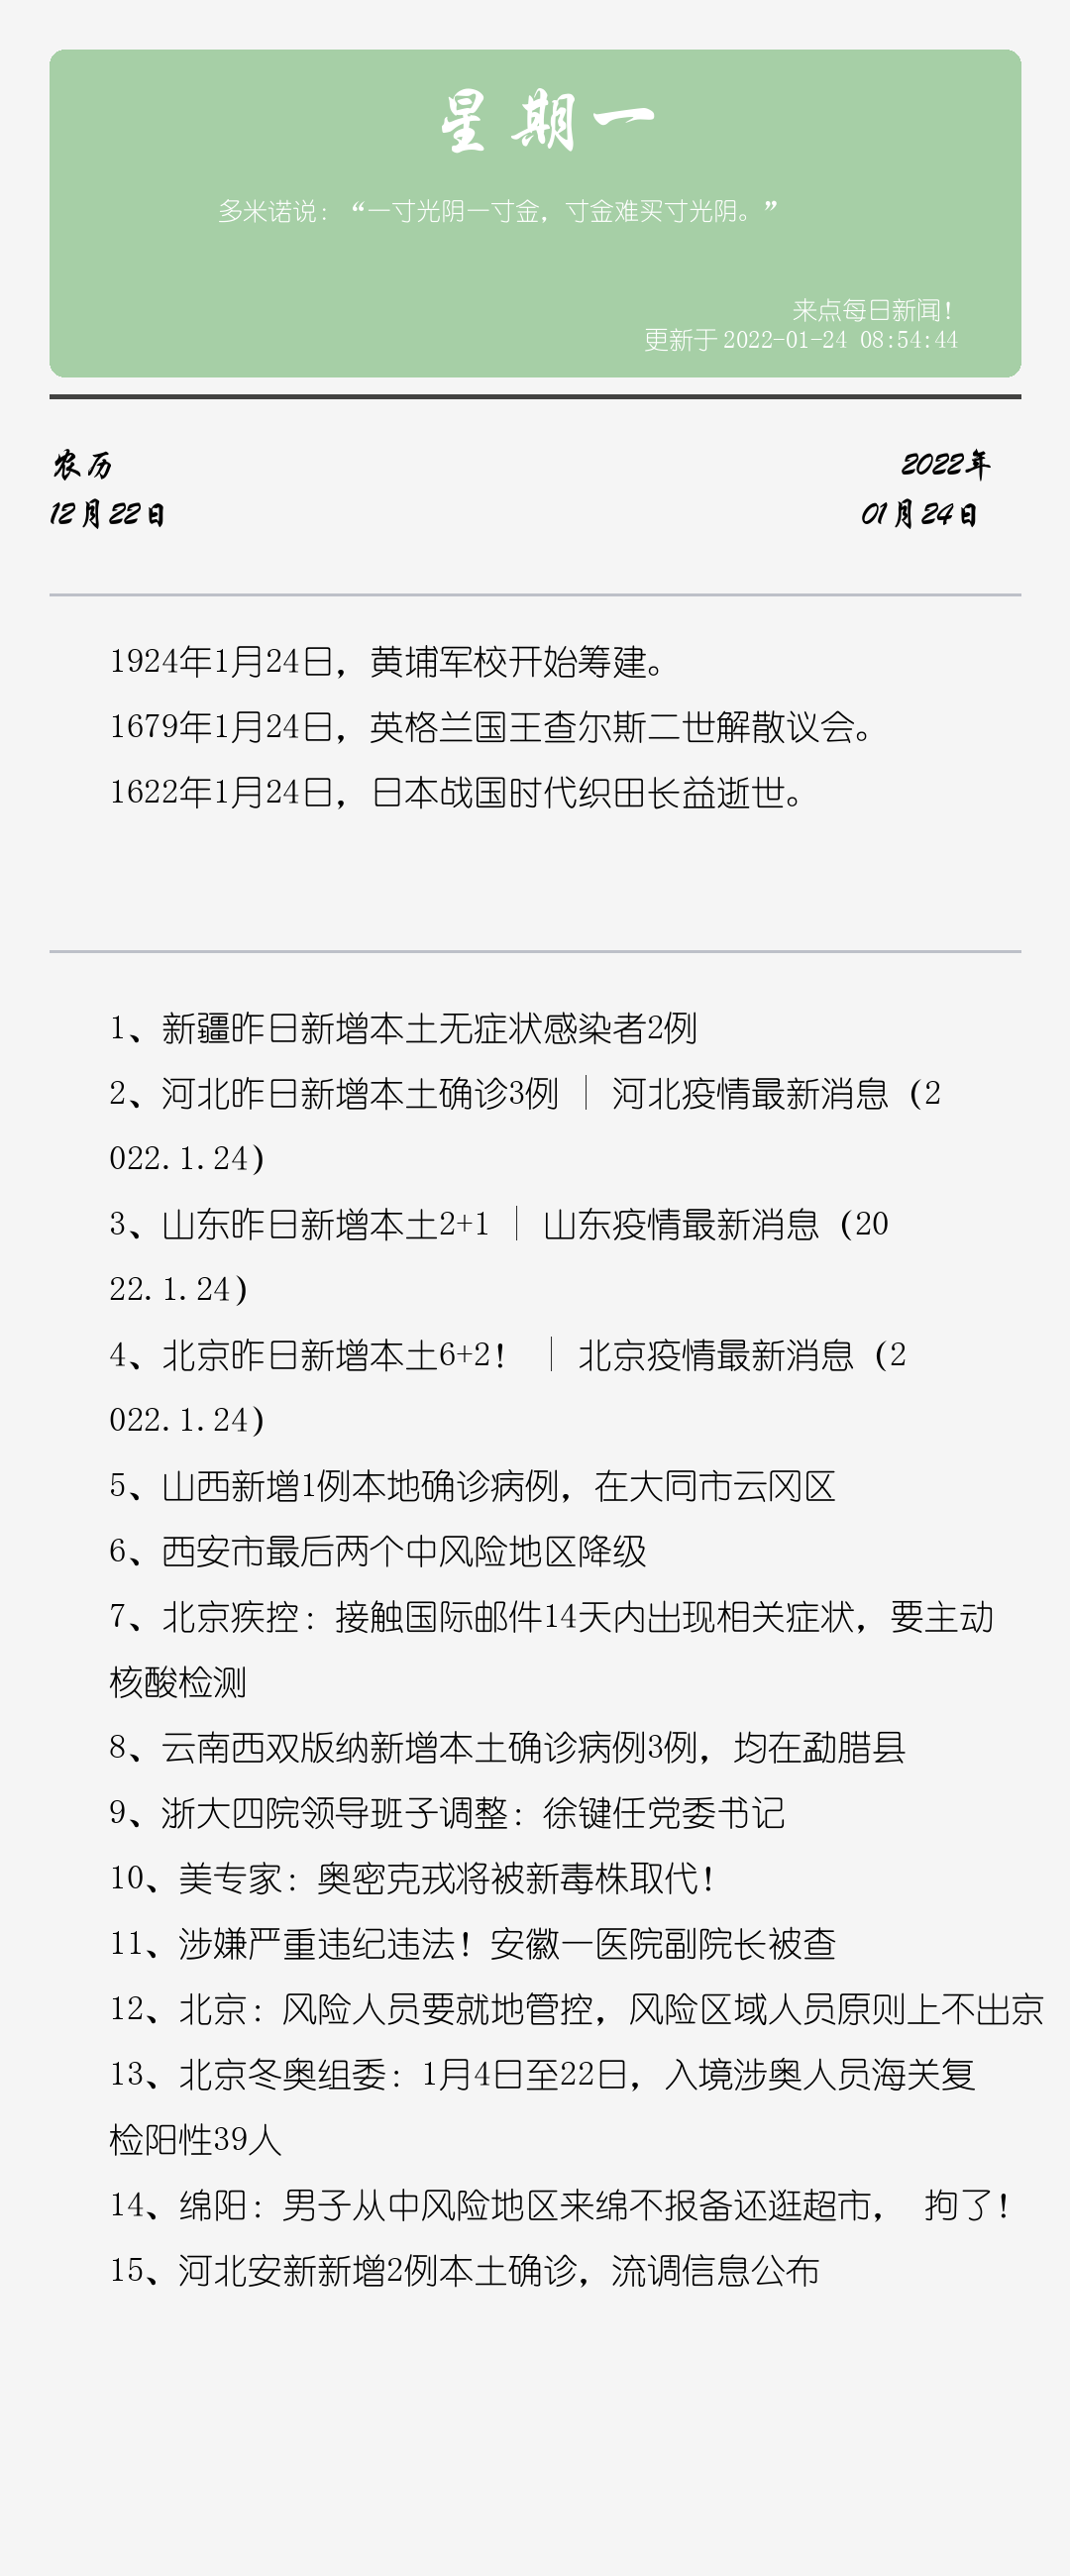 星期一
多米诺说：“一寸光阴一寸金，寸金难买寸光阴。”
来点每日新闻！
更新于2022-01-24 08:54:44
农历
12月22日
2022年
01月24日
1924年1月24日，黄埔军校开始筹建。
1679年1月24日，英格兰国王查尔斯二世解散议会。
1622年1月24日，日本战国时代织田长益逝世。
1、新疆昨日新增本土无症状感染者2例
2、河北昨日新增本土确诊3例 ｜ 河北疫情最新消息（2
022.1.24）
3、山东昨日新增本土2+1 ｜ 山东疫情最新消息（20
22.1.24）
4、北京昨日新增本土6+2！ ｜ 北京疫情最新消息（2
022.1.24）
5、山西新增1例本地确诊病例，在大同市云冈区
6、西安市最后两个中风险地区降级
7、北京疾控：接触国际邮件14天内出现相关症状，要主动
核酸检测
8、云南西双版纳新增本土确诊病例3例，均在勐腊县
9、浙大四院领导班子调整：徐键任党委书记
10、美专家：奥密克戎将被新毒株取代！
11、涉嫌严重违纪违法！安徽一医院副院长被查
12、北京：风险人员要就地管控，风险区域人员原则上不出京
13、北京冬奥组委：1月4日至22日，入境涉奥人员海关复
检阳性39人
14、绵阳：男子从中风险地区来绵不报备还逛超市， 拘了！
15、河北安新新增2例本土确诊，流调信息公布